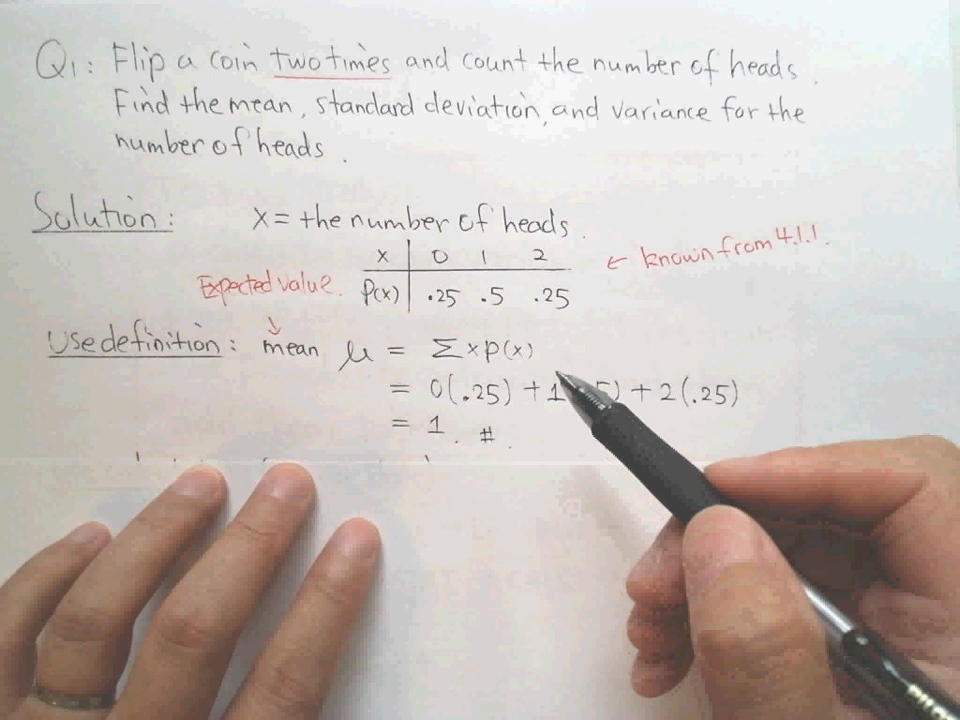 Q1: Flip a coin two times and count the number of heads.
Find the mean, standard deviation, and variance for the
number of heads.
Solution: X = the number of heads.
x 0 1 2 ← known from 4.1.1.
Expected value. P(x) .25 .5 .25
Use definition: mean μ = Σ x p(x)
= 0(.25) + 1 5) + 2(.25)
= 1. #.